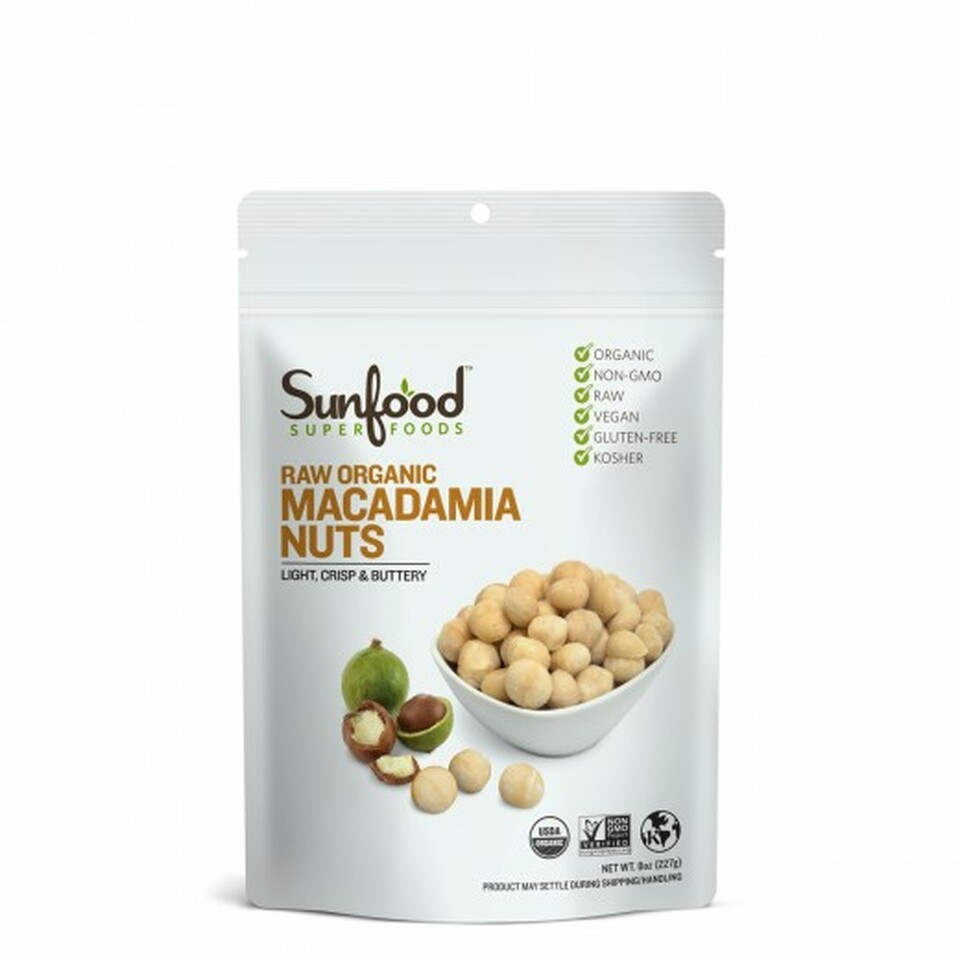 Sunfood™
SUPERFOODS
RAW ORGANIC
MACADAMIA
NUTS
LIGHT, CRISP & BUTTERY
ORGANIC
NON-GMO
RAW
VEGAN
GLUTEN-FREE
KOSHER
USDA
ORGANIC
NON
GMO
Project
VERIFIED
K
NET WT. 8oz (227g)
PRODUCT MAY SETTLE DURING SHIPPING/HANDLING